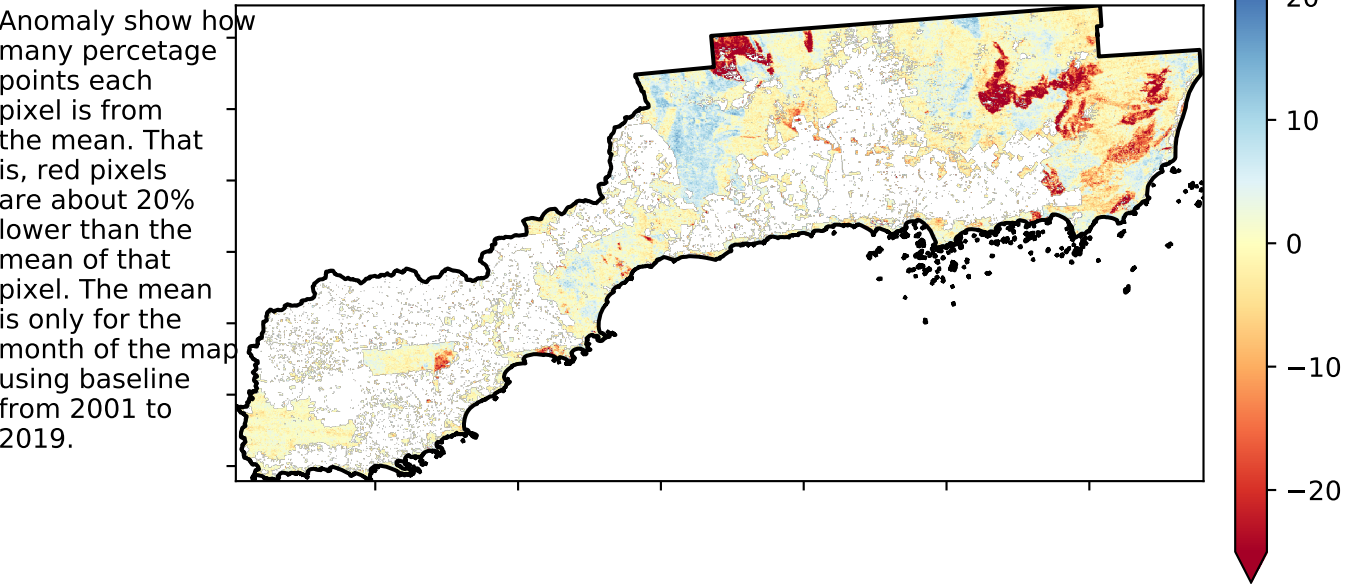 Anomaly show how
many percetage
points each
pixel is from
the mean. That
is, red pixels
are about 20%
lower than the
mean of that
pixel. The mean
is only for the
month of the map
using baseline
from 2001 to
2019.
20
10
0
−10
−20